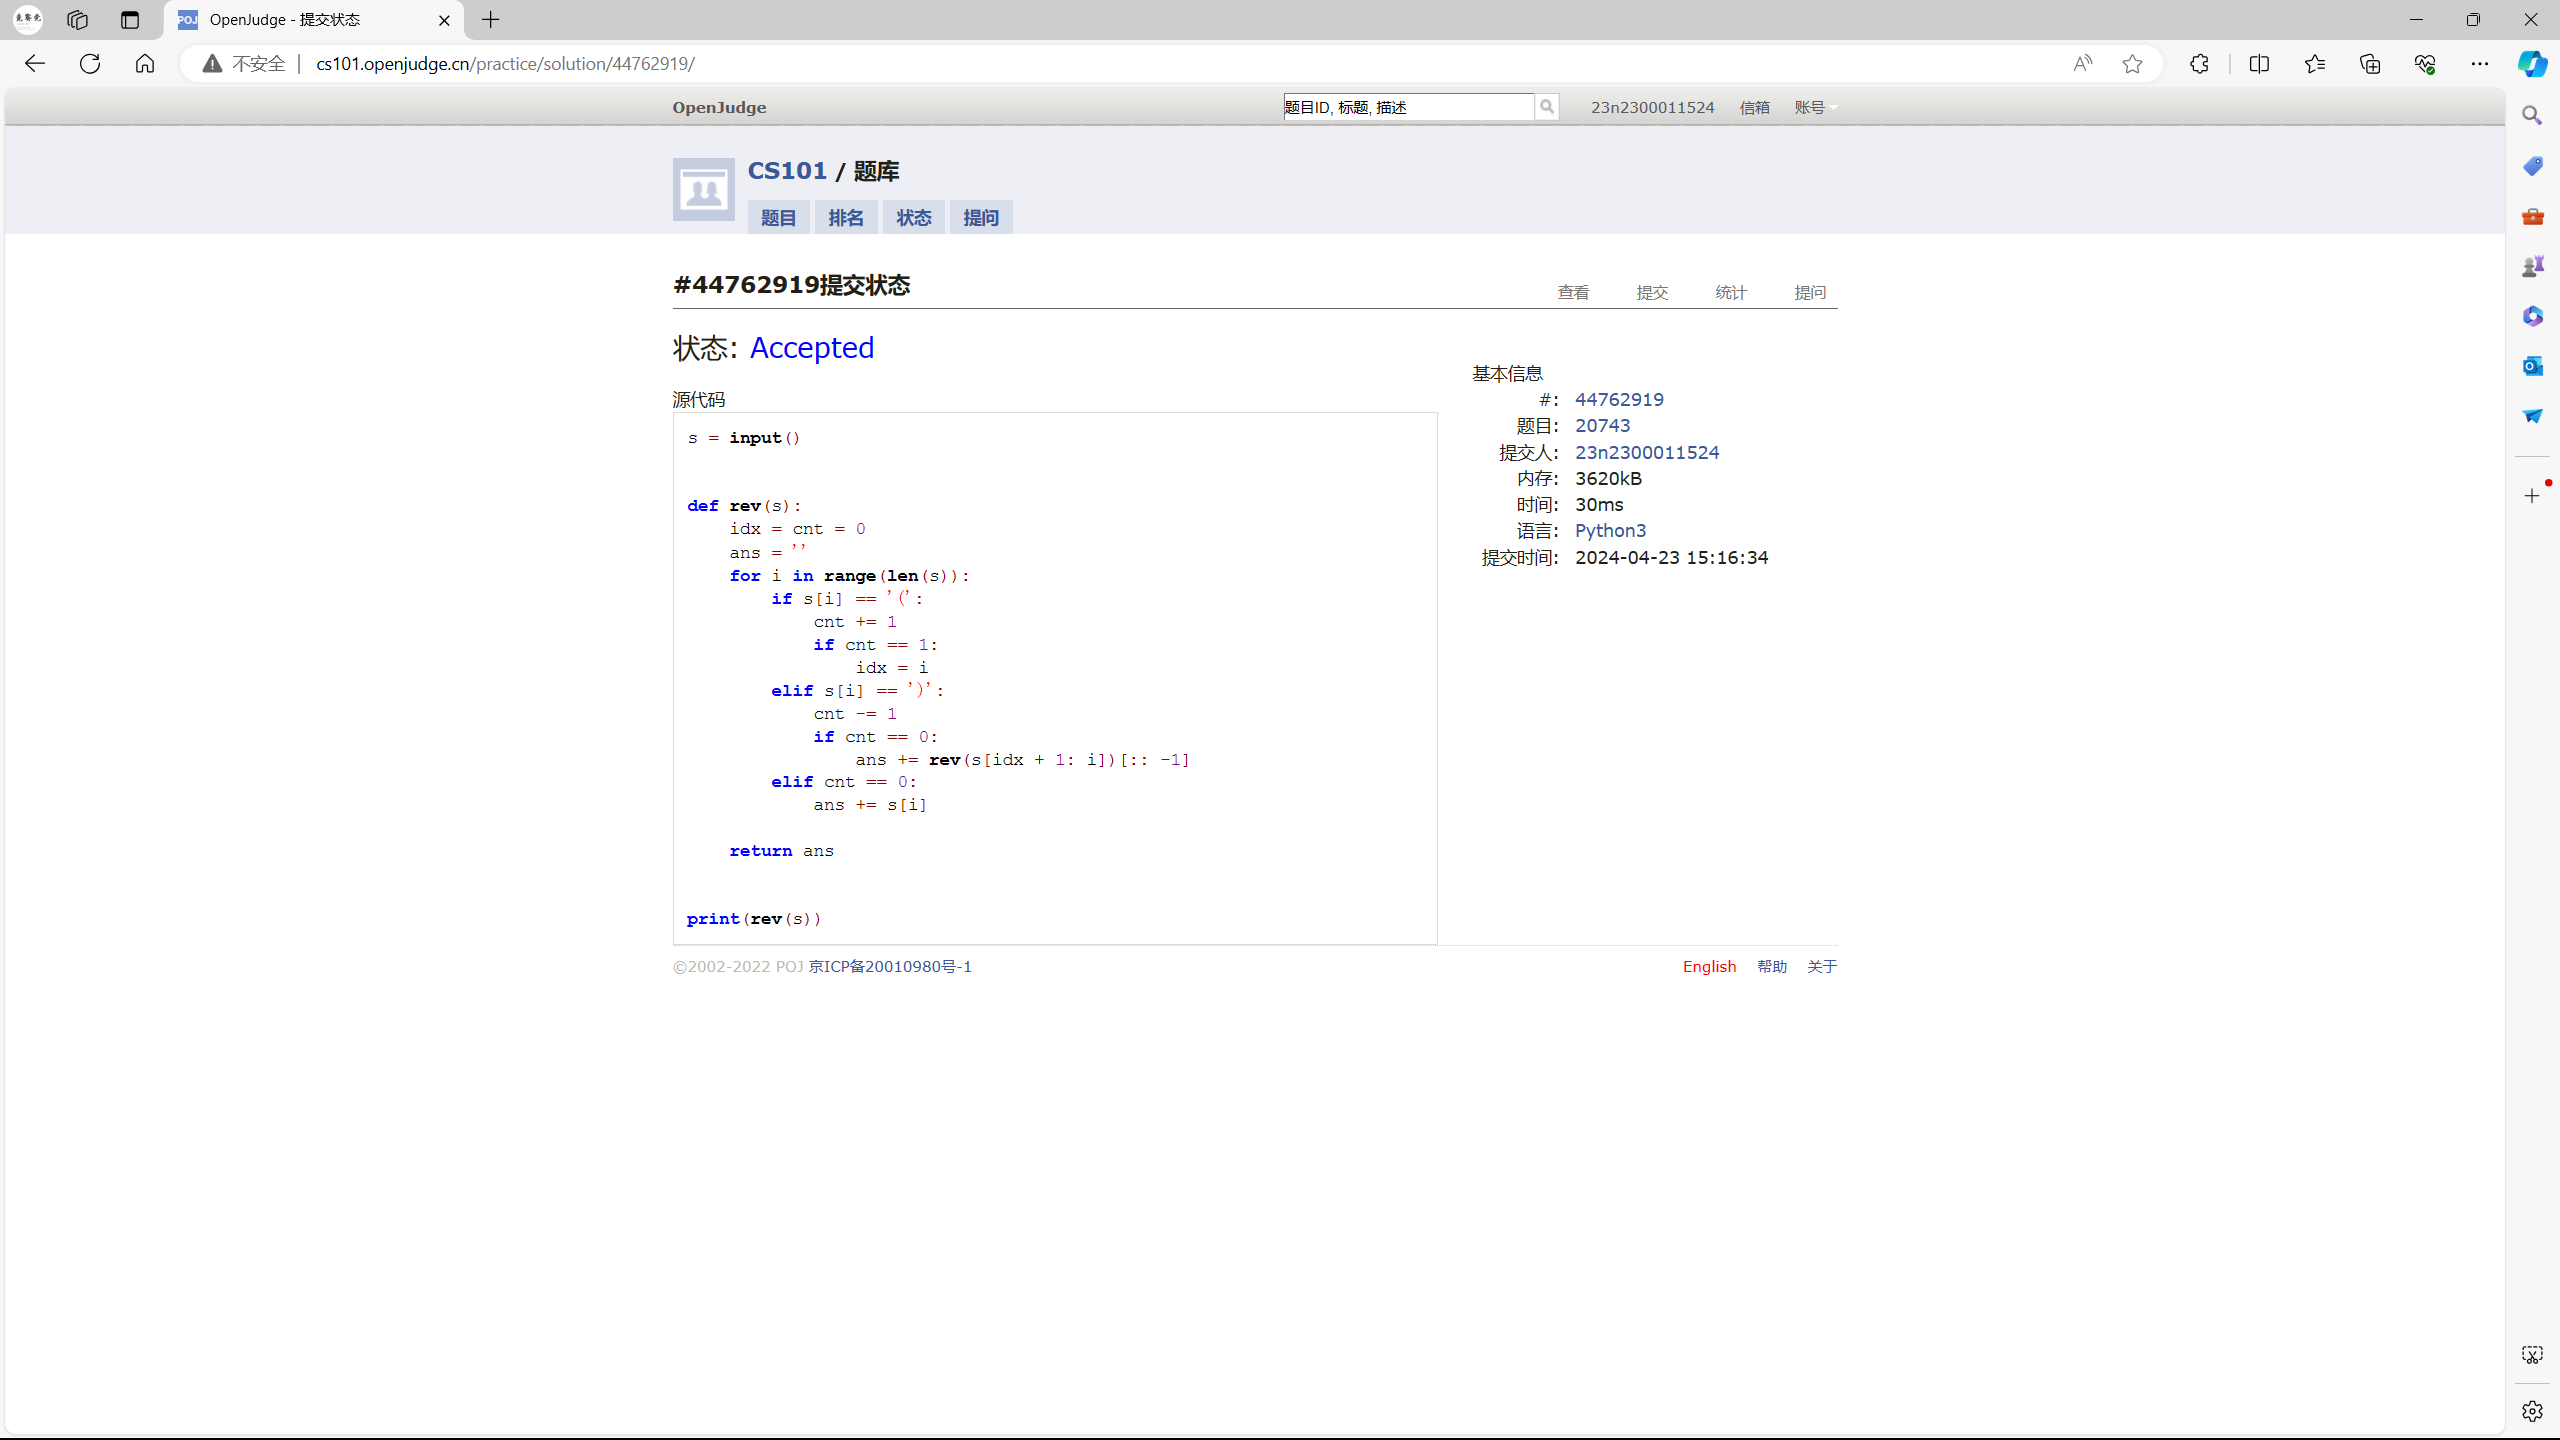 OpenJudge - 提交状态
不安全 cs101.openjudge.cn/practice/solution/44762919/
OpenJudge 题目ID, 标题, 描述 23n2300011524 信箱 账号
CS101 / 题库
题目 排名 状态 提问
#44762919提交状态 查看 提交 统计 提问
状态: Accepted
源代码
s = input()
def rev(s):
    idx = cnt = 0
    ans = ''
    for i in range(len(s)):
        if s[i] == '(':
            cnt += 1
            if cnt == 1:
                idx = i
        elif s[i] == ')':
            cnt -= 1
            if cnt == 0:
                ans += rev(s[idx + 1: i])[:: -1]
        elif cnt == 0:
            ans += s[i]
    return ans
print(rev(s))
基本信息
#: 44762919
题目: 20743
提交人: 23n2300011524
内存: 3620kB
时间: 30ms
语言: Python3
提交时间: 2024-04-23 15:16:34
©2002-2022 POJ 京ICP备20010980号-1 English 帮助 关于